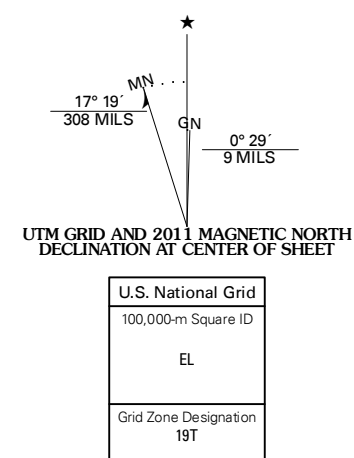 ★
MN
GN
17° 19´
308 MILS
0° 29´
9 MILS
UTM GRID AND 2011 MAGNETIC NORTH
DECLINATION AT CENTER OF SHEET
U.S. National Grid
100,000-m Square ID
EL
Grid Zone Designation
19T